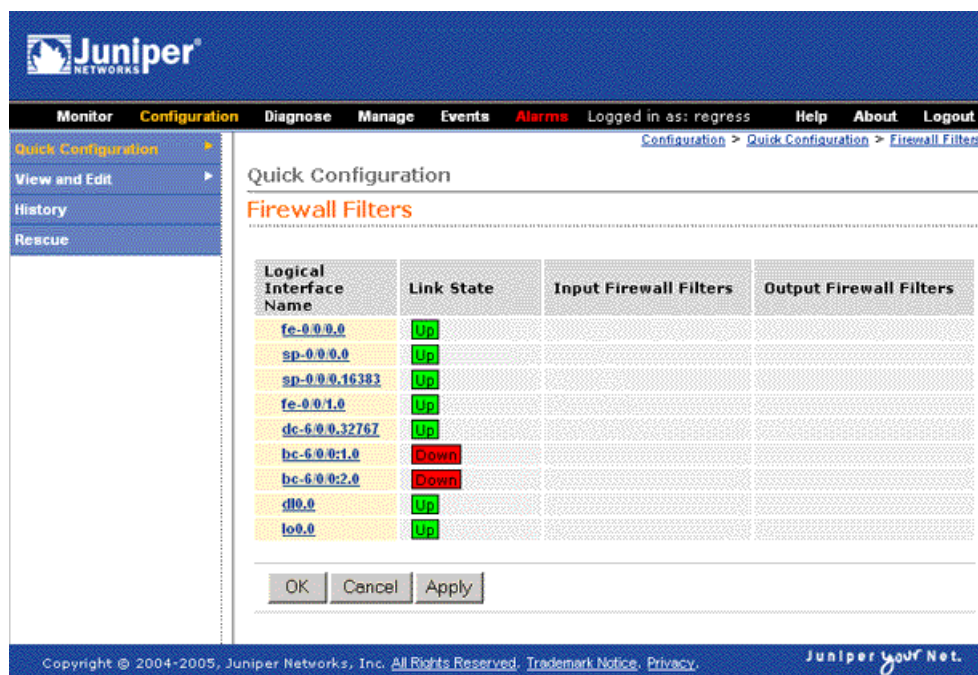 Juniper®
NETWORKS
Monitor Configuration Diagnose Manage Events Alarms Logged in as: regress Help About Logout
Configuration > Quick Configuration > Firewall Filters
Quick Configuration
View and Edit
History
Rescue
Quick Configuration
Firewall Filters
Logical Interface Name Link State Input Firewall Filters Output Firewall Filters
fe-0/0/0.0 Up
sp-0/0/0.0 Up
sp-0/0/0.16383 Up
fe-0/0/1.0 Up
dc-6/0/0.32767 Up
bc-6/0/0:1.0 Down
bc-6/0/0:2.0 Down
dl0.0 Up
lo0.0 Up
OK Cancel Apply
Copyright © 2004-2005, Juniper Networks, Inc. All Rights Reserved. Trademark Notice. Privacy.
Juniper your Net.